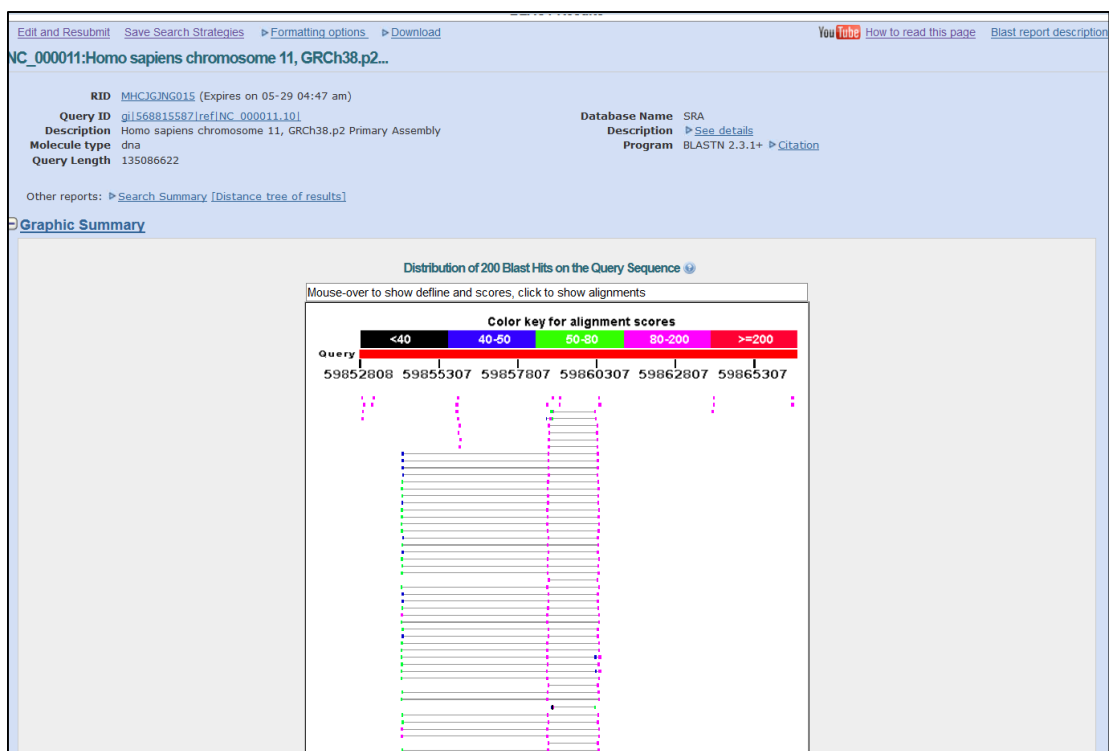 Edit and Resubmit Save Search Strategies Formatting options Download You Tube How to read this page Blast report description
NC_000011:Homo sapiens chromosome 11, GRCh38.p2...
RID MHCJGJNG015 (Expires on 05-29 04:47 am)
Query ID gi|568815587|ref|NC_000011.10| Database Name SRA
Description Homo sapiens chromosome 11, GRCh38.p2 Primary Assembly Description See details
Molecule type dna Program BLASTN 2.3.1+ Citation
Query Length 135086622
Other reports: Search Summary [Distance tree of results]
Graphic Summary
Distribution of 200 Blast Hits on the Query Sequence
Mouse-over to show defline and scores, click to show alignments
Color key for alignment scores
<40 40-50 50-80 80-200 >=200
Query
59852808 59855307 59857807 59860307 59862807 59865307